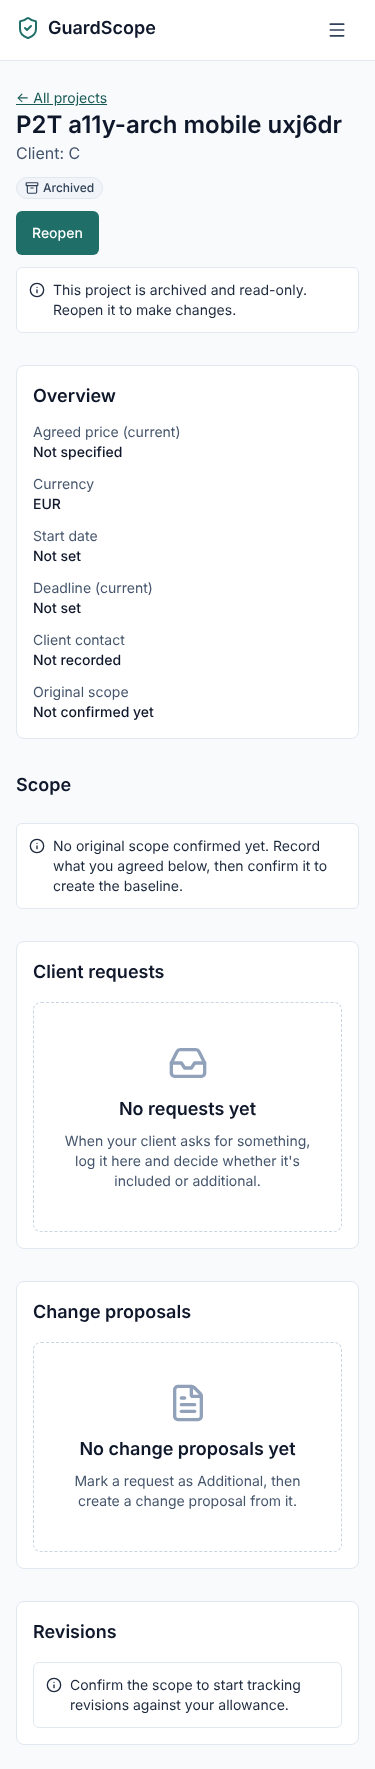 GuardScope
← All projects
P2T a11y-arch mobile uxj6dr
Client: C
Archived
Reopen
This project is archived and read-only.
Reopen it to make changes.
Overview
Agreed price (current)
Not specified
Currency
EUR
Start date
Not set
Deadline (current)
Not set
Client contact
Not recorded
Original scope
Not confirmed yet
Scope
No original scope confirmed yet. Record
what you agreed below, then confirm it to
create the baseline.
Client requests
No requests yet
When your client asks for something,
log it here and decide whether it's
included or additional.
Change proposals
No change proposals yet
Mark a request as Additional, then
create a change proposal from it.
Revisions
Confirm the scope to start tracking
revisions against your allowance.